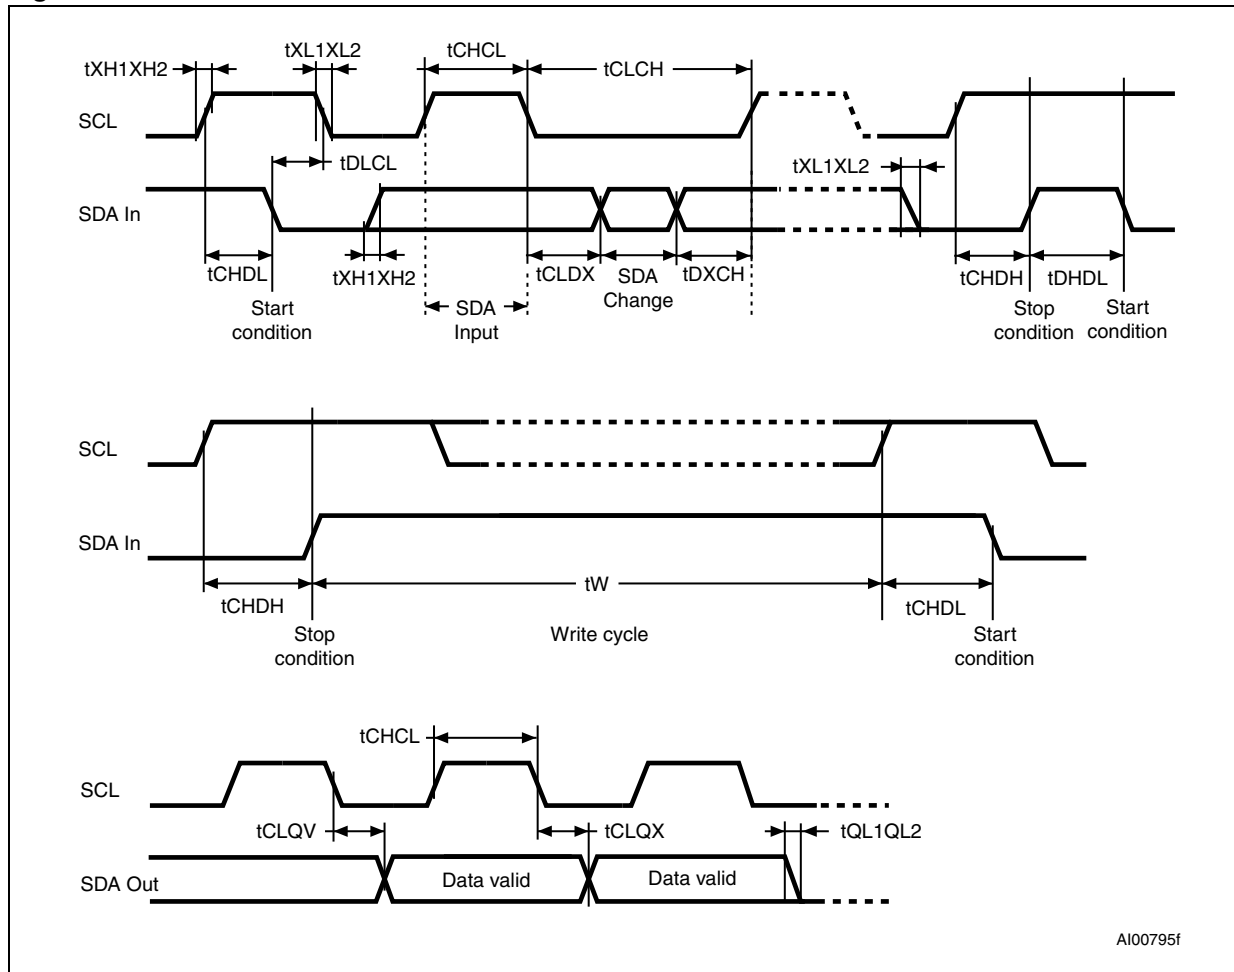 tXH1XH2
tXL1XL2
tCHCL
tCLCH
SCL
tDLCL
tXL1XL2
SDA In
tCHDL
tXH1XH2
tCLDX
SDA
Change
tDXCH
tCHDH
tDHDL
Start
condition
SDA
Input
Stop
condition
Start
condition
SCL
SDA In
tCHDH
tW
tCHDL
Stop
condition
Write cycle
Start
condition
tCHCL
SCL
tCLQV
tCLQX
tQL1QL2
SDA Out
Data valid
Data valid
AI00795f